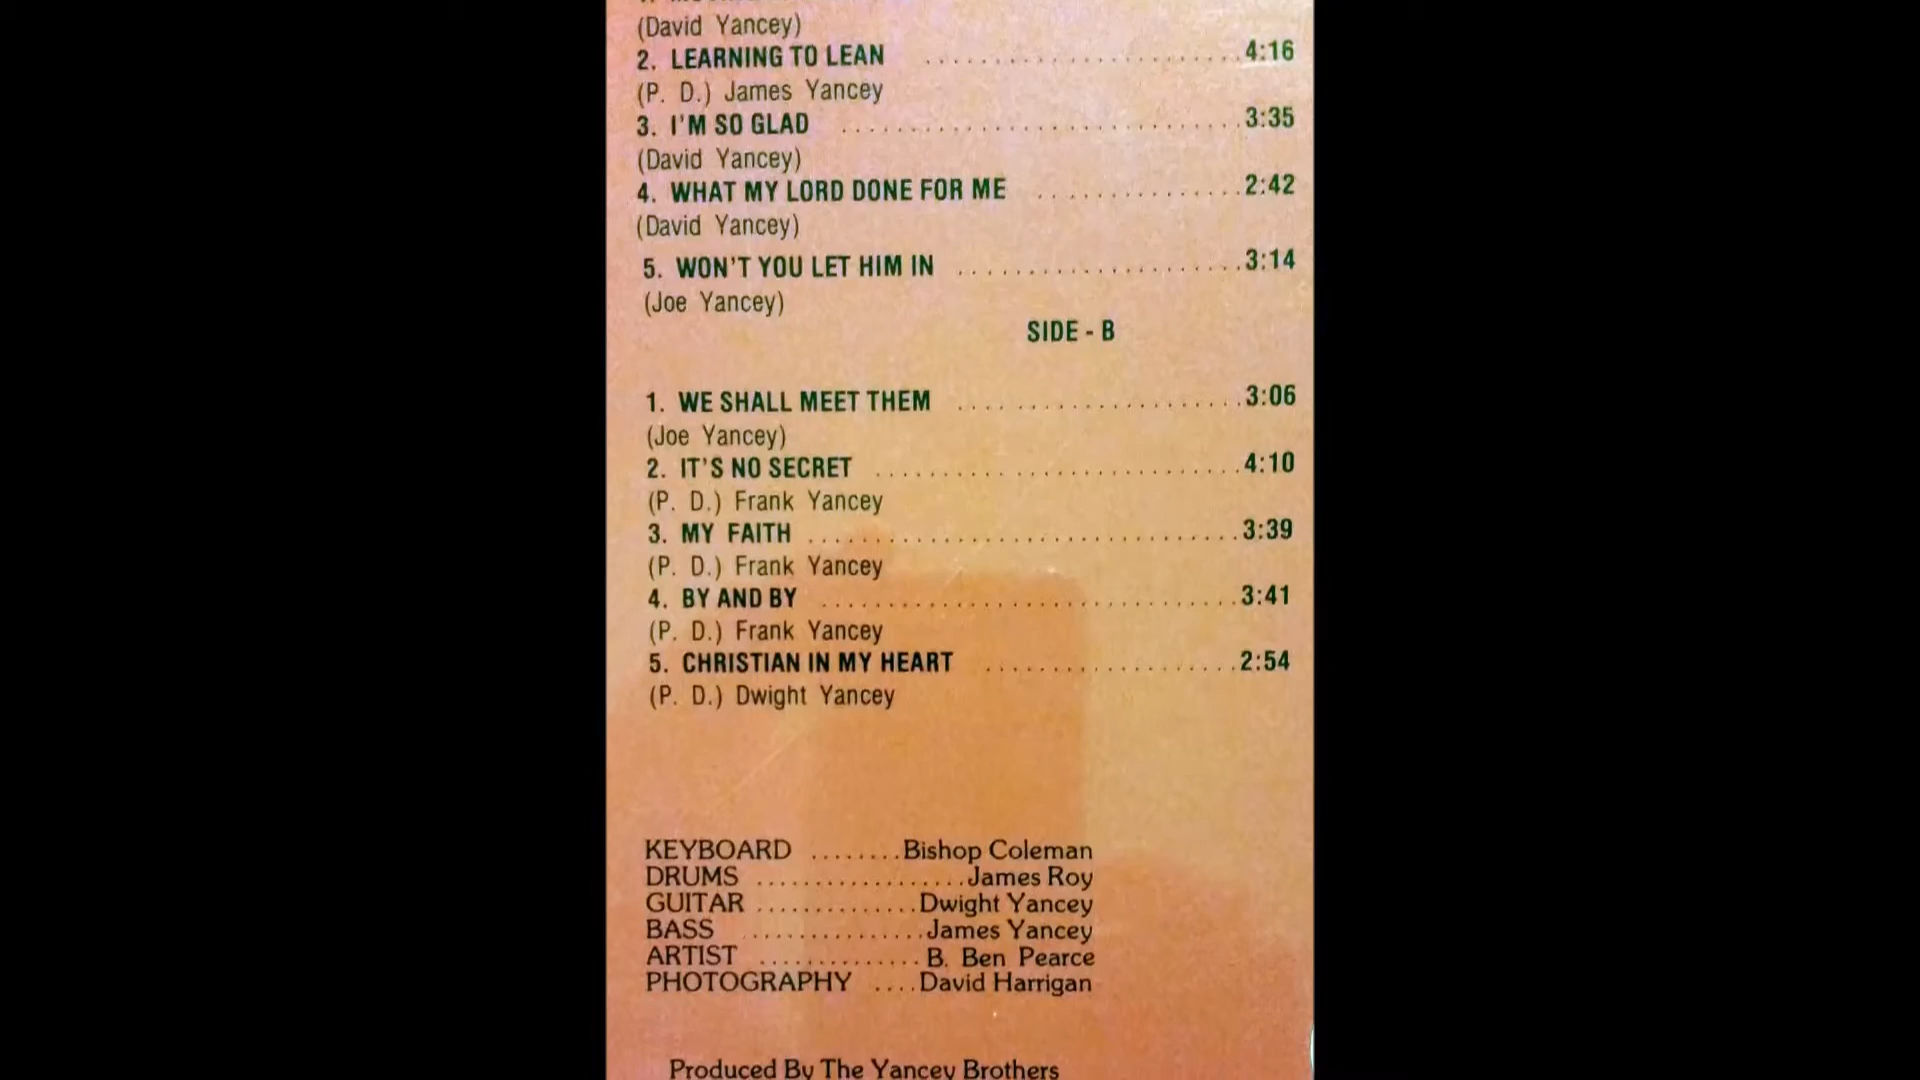 (David Yancey)
2. LEARNING TO LEAN ........................ 4:16
(P. D.) James Yancey
3. I'M SO GLAD ............................. 3:35
(David Yancey)
4. WHAT MY LORD DONE FOR ME ............... 2:42
(David Yancey)
5. WON'T YOU LET HIM IN .................... 3:14
(Joe Yancey)
SIDE - B
1. WE SHALL MEET THEM ..................... 3:06
(Joe Yancey)
2. IT'S NO SECRET .......................... 4:10
(P. D.) Frank Yancey
3. MY FAITH ................................ 3:39
(P. D.) Frank Yancey
4. BY AND BY ............................... 3:41
(P. D.) Frank Yancey
5. CHRISTIAN IN MY HEART .................. 2:54
(P. D.) Dwight Yancey
KEYBOARD ........Bishop Coleman
DRUMS ..................James Roy
GUITAR ..............Dwight Yancey
BASS ................James Yancey
ARTIST ..............B. Ben Pearce
PHOTOGRAPHY ....David Harrigan
Produced By The Yancey Brothers